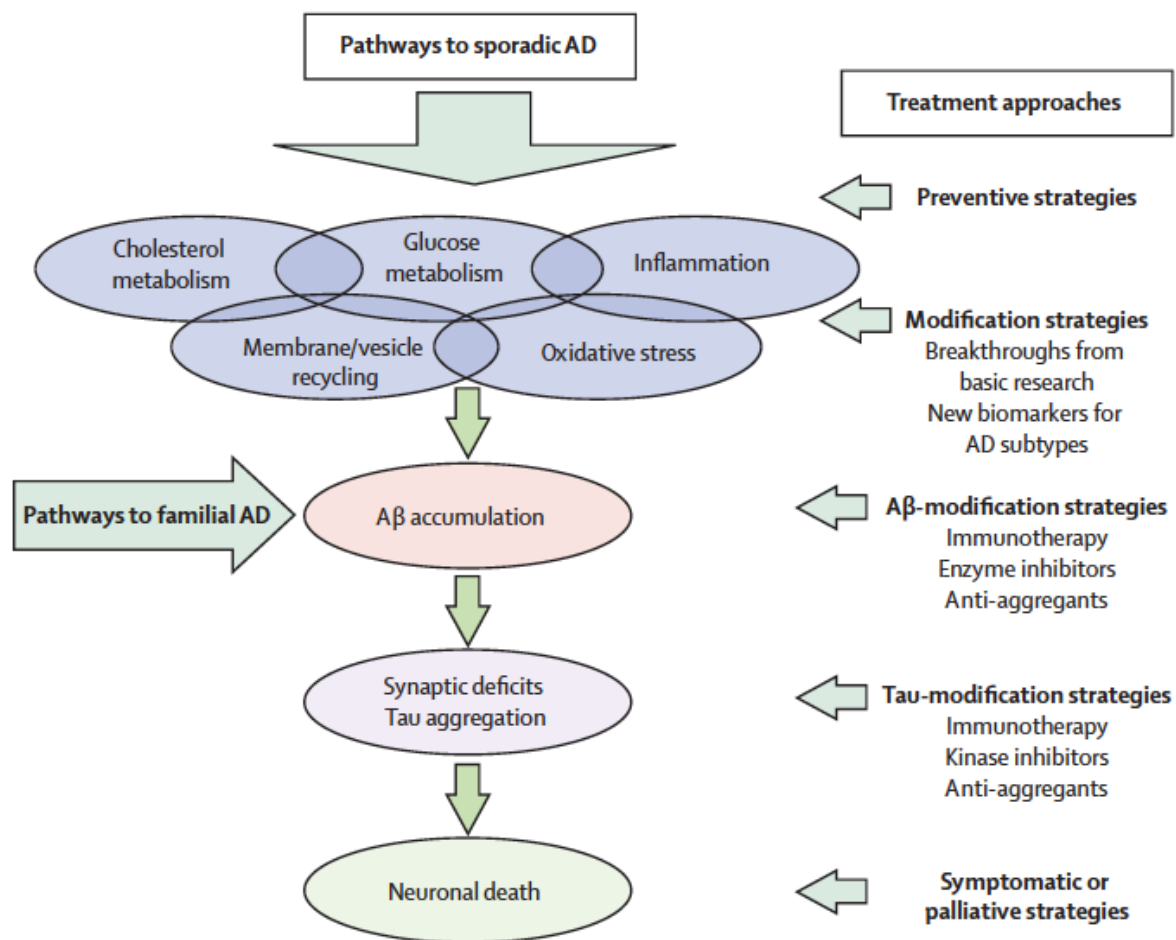 Pathways to sporadic AD
Treatment approaches
Preventive strategies
Cholesterol
metabolism
Glucose
metabolism
Inflammation
Membrane/vesicle
recycling
Oxidative stress
Modification strategies
Breakthroughs from
basic research
New biomarkers for
AD subtypes
Pathways to familial AD
Aβ accumulation
Aβ-modification strategies
Immunotherapy
Enzyme inhibitors
Anti-aggregants
Synaptic deficits
Tau aggregation
Tau-modification strategies
Immunotherapy
Kinase inhibitors
Anti-aggregants
Neuronal death
Symptomatic or
palliative strategies